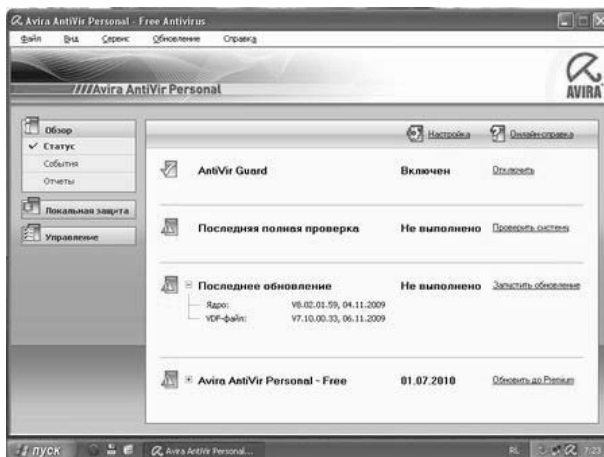 Avira AntiVir Personal - Free Antivirus
Файл Вид Сервис Обновление Справка
////Avira AntiVir Personal
AVIRA
Обзор
Статус
События
Отчеты
Локальная защита
Управление
Настройка Онлайн-справка
AntiVir Guard Включен Отключить
Последняя полная проверка Не выполнено Проверить систему
Последнее обновление Не выполнено Запустить обновление
Ядро: V8.02.01.59, 04.11.2009
VDF-файл: V7.10.00.33, 06.11.2009
Avira AntiVir Personal - Free 01.07.2010 Обновить до Premium
пуск Avira AntiVir Personal... RL 7:23